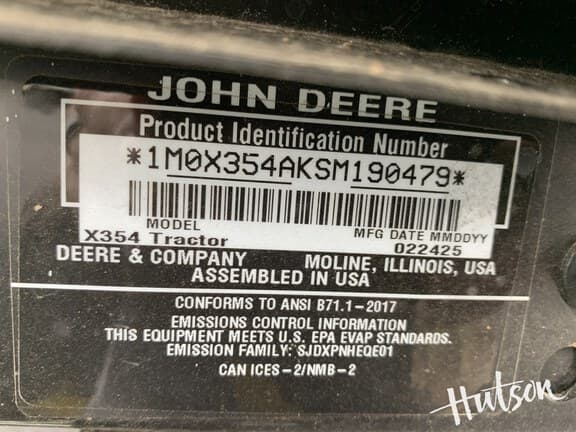 JOHN DEERE
Product Identification Number
*1M0X354AKSM190479*
MODEL MFG DATE MMDDYY
X354 Tractor 022425
DEERE & COMPANY MOLINE, ILLINOIS, USA
ASSEMBLED IN USA
CONFORMS TO ANSI B71.1-2017
EMISSIONS CONTROL INFORMATION
THIS EQUIPMENT MEETS U.S. EPA EVAP STANDARDS.
EMISSION FAMILY: SJDXPNHEQE01
CAN ICES-2/NMB-2
Hutson